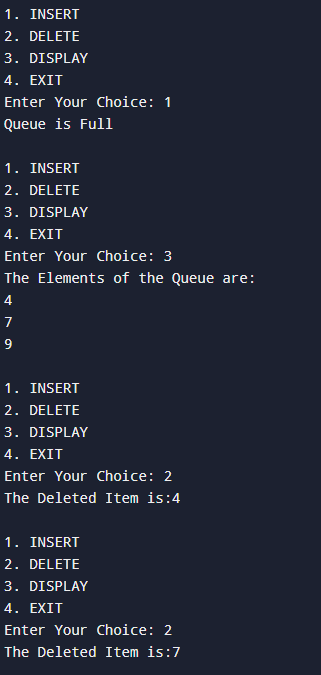 1. INSERT
2. DELETE
3. DISPLAY
4. EXIT
Enter Your Choice: 1
Queue is Full
1. INSERT
2. DELETE
3. DISPLAY
4. EXIT
Enter Your Choice: 3
The Elements of the Queue are:
4
7
9
1. INSERT
2. DELETE
3. DISPLAY
4. EXIT
Enter Your Choice: 2
The Deleted Item is:4
1. INSERT
2. DELETE
3. DISPLAY
4. EXIT
Enter Your Choice: 2
The Deleted Item is:7